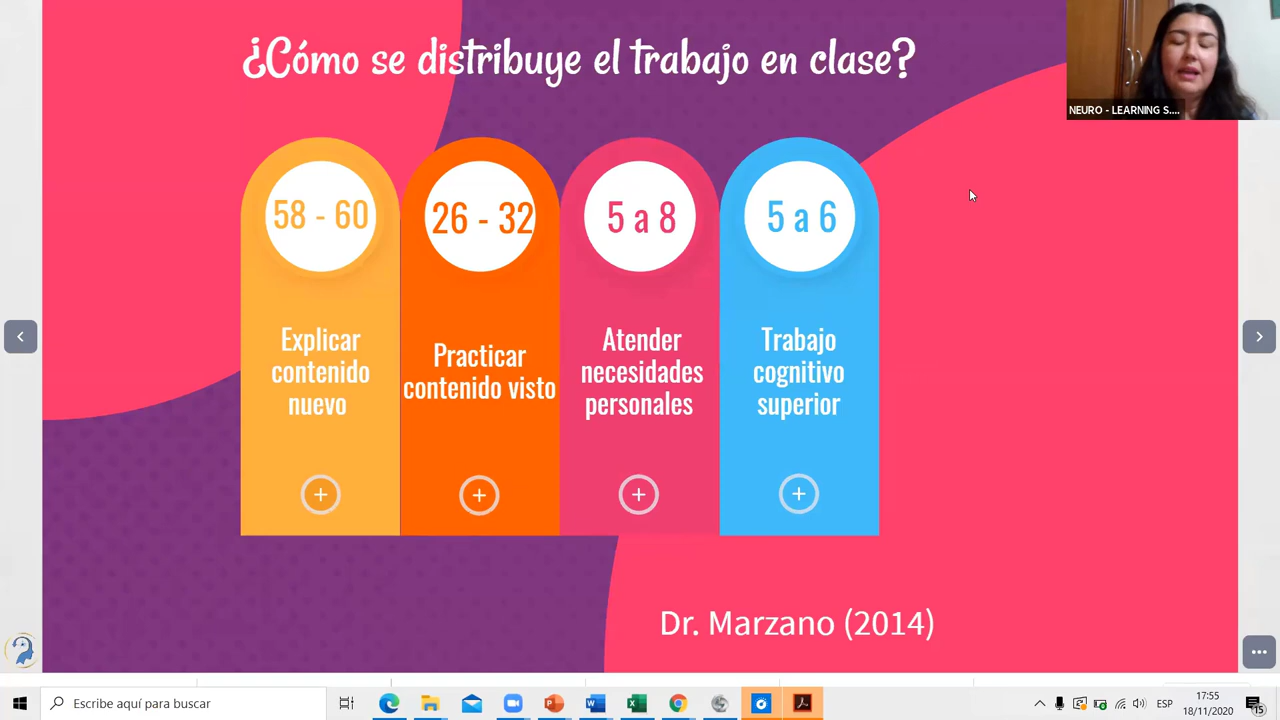 ¿Cómo se distribuye el trabajo en clase?
NEURO - LEARNING S....
58 - 60
26 - 32
5 a 8
5 a 6
Explicar
contenido
nuevo
Practicar
contenido visto
Atender
necesidades
personales
Trabajo
cognitivo
superior
Dr. Marzano (2014)
Escribe aquí para buscar
ESP
17:55
18/11/2020
15